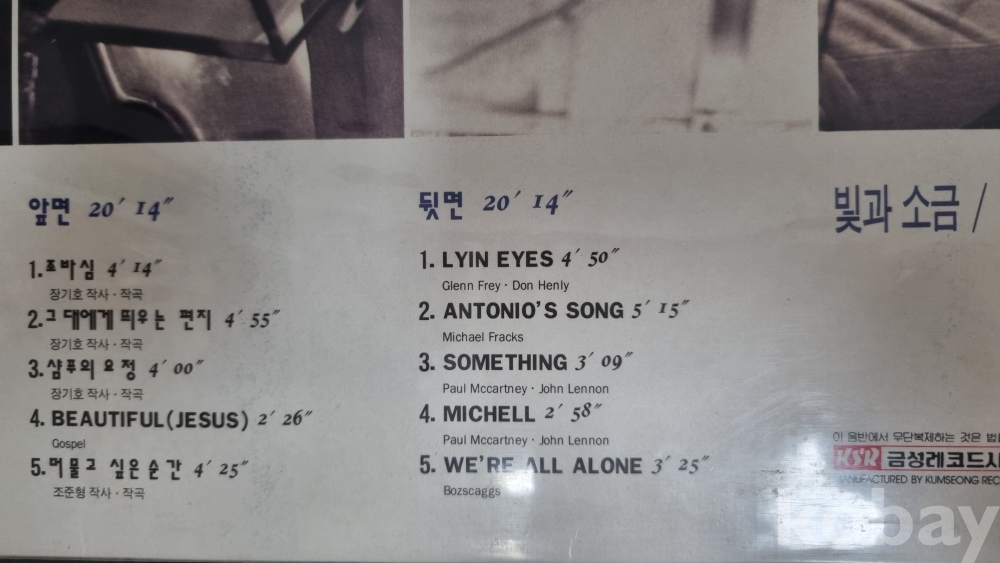 앞면 20′ 14″
1.조바심 4′ 14″
장기호 작사 · 작곡
2.그대에게 띄우는 편지 4′ 55″
장기호 작사 · 작곡
3.샴푸의 요정 4′ 00″
장기호 작사 · 작곡
4. BEAUTIFUL(JESUS) 2′ 26″
Gospel
5.머물고 싶은순간 4′ 25″
조준형 작사 · 작곡
뒷면 20′ 14″
1. LYIN EYES 4′ 50″
Glenn Frey · Don Henly
2. ANTONIO'S SONG 5′ 15″
Michael Fracks
3. SOMETHING 3′ 09″
Paul Mccartney · John Lennon
4. MICHELL 2′ 58″
Paul Mccartney · John Lennon
5. WE'RE ALL ALONE 3′ 25″
Bozscaggs
빛과 소금 /
이 음반에서 무단복제하는 것은 법
KSR 금성레코드사
MANUFACTURED BY KUMSEONG REC
kobay